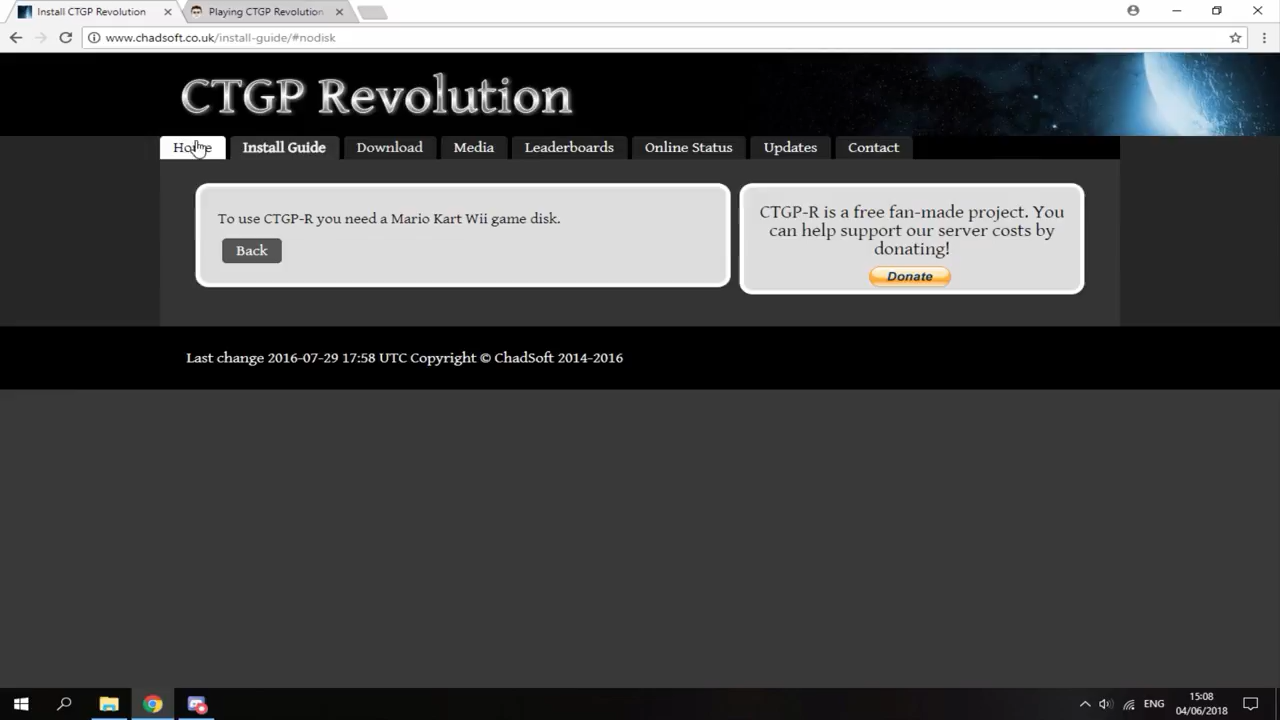 Install CTGP Revolution
Playing CTGP Revolution
www.chadsoft.co.uk/install-guide/#nodisk
CTGP Revolution
Home Install Guide Download Media Leaderboards Online Status Updates Contact
To use CTGP-R you need a Mario Kart Wii game disk.
Back
CTGP-R is a free fan-made project. You
can help support our server costs by
donating!
Donate
Last change 2016-07-29 17:58 UTC Copyright © ChadSoft 2014-2016
ENG
15:08
04/06/2018